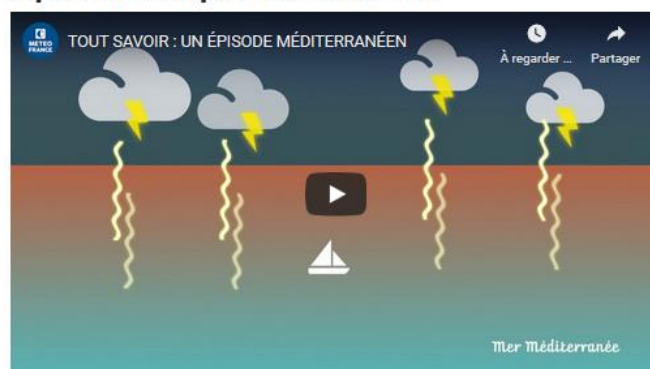 METEO
FRANCE
TOUT SAVOIR : UN ÉPISODE MÉDITERRANÉEN
À regarder ...
Partager
Mer Méditerranée